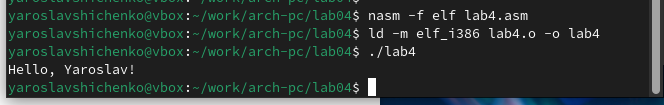 yaroslavshichenko@vbox:~/work/arch-pc/lab04$ nasm -f elf lab4.asm
yaroslavshichenko@vbox:~/work/arch-pc/lab04$ ld -m elf_i386 lab4.o -o lab4
yaroslavshichenko@vbox:~/work/arch-pc/lab04$ ./lab4
Hello, Yaroslav!
yaroslavshichenko@vbox:~/work/arch-pc/lab04$